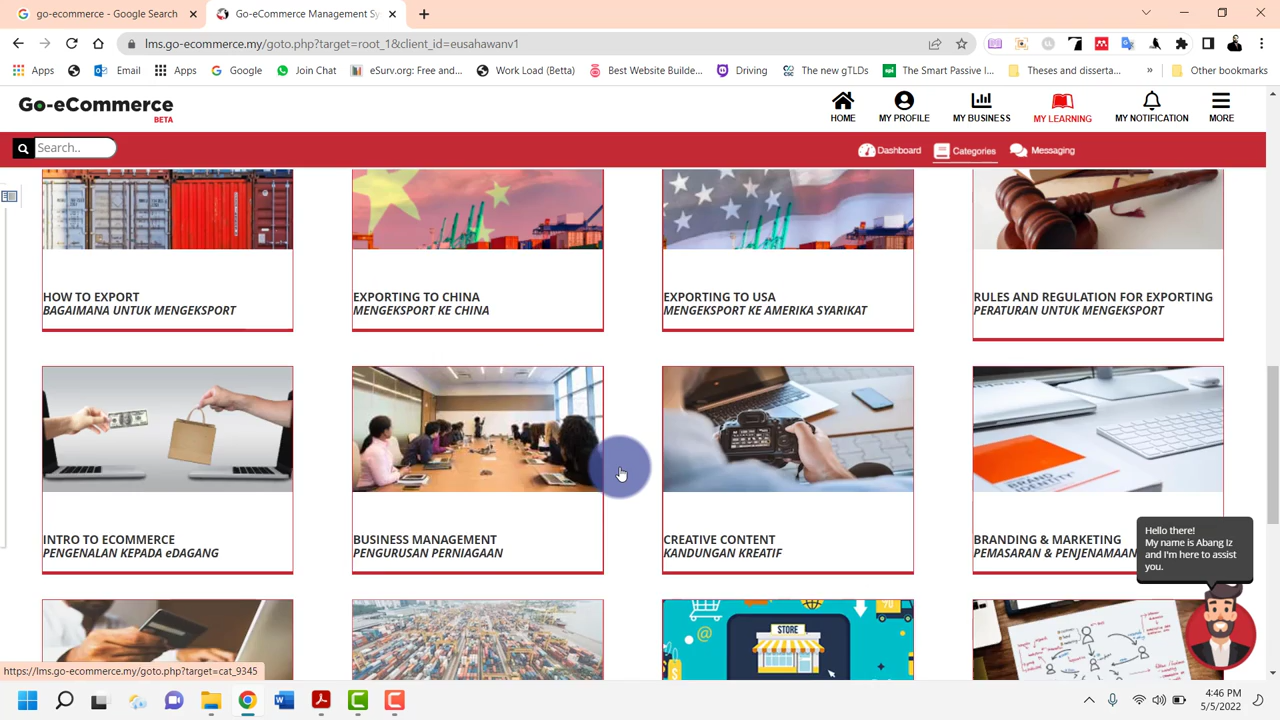 go-ecommerce - Google Search
Go-eCommerce Management Sy
lms.go-ecommerce.my/goto.php?target=root_1&client_id=eusahawanv1
Apps
Email
Google
Join Chat
eSurv.org: Free and...
Work Load (Betta)
Best Website Builde...
Driving
The new gTLDs
The Smart Passive I...
Theses and disserta...
»
Other bookmarks
Go-eCommerce
BETA
HOME
MY PROFILE
MY BUSINESS
MY LEARNING
MY NOTIFICATION
MORE
Search..
Dashboard
Categories
Messaging
HOW TO EXPORT
BAGAIMANA UNTUK MENGEKSPORT
EXPORTING TO CHINA
MENGEKSPORT KE CHINA
EXPORTING TO USA
MENGEKSPORT KE AMERIKA SYARIKAT
RULES AND REGULATION FOR EXPORTING
PERATURAN UNTUK MENGEKSPORT
INTRO TO ECOMMERCE
PENGENALAN KEPADA eDAGANG
BUSINESS MANAGEMENT
PENGURUSAN PERNIAGAAN
CREATIVE CONTENT
KANDUNGAN KREATIF
BRANDING & MARKETING
PEMASARAN & PENJENAMAAN
Hello there!
My name is Abang Iz
and I'm here to assist
you.
STORE
https://lms.go-ecommerce.my/goto.php?target=cat_9345
4:46 PM
5/5/2022